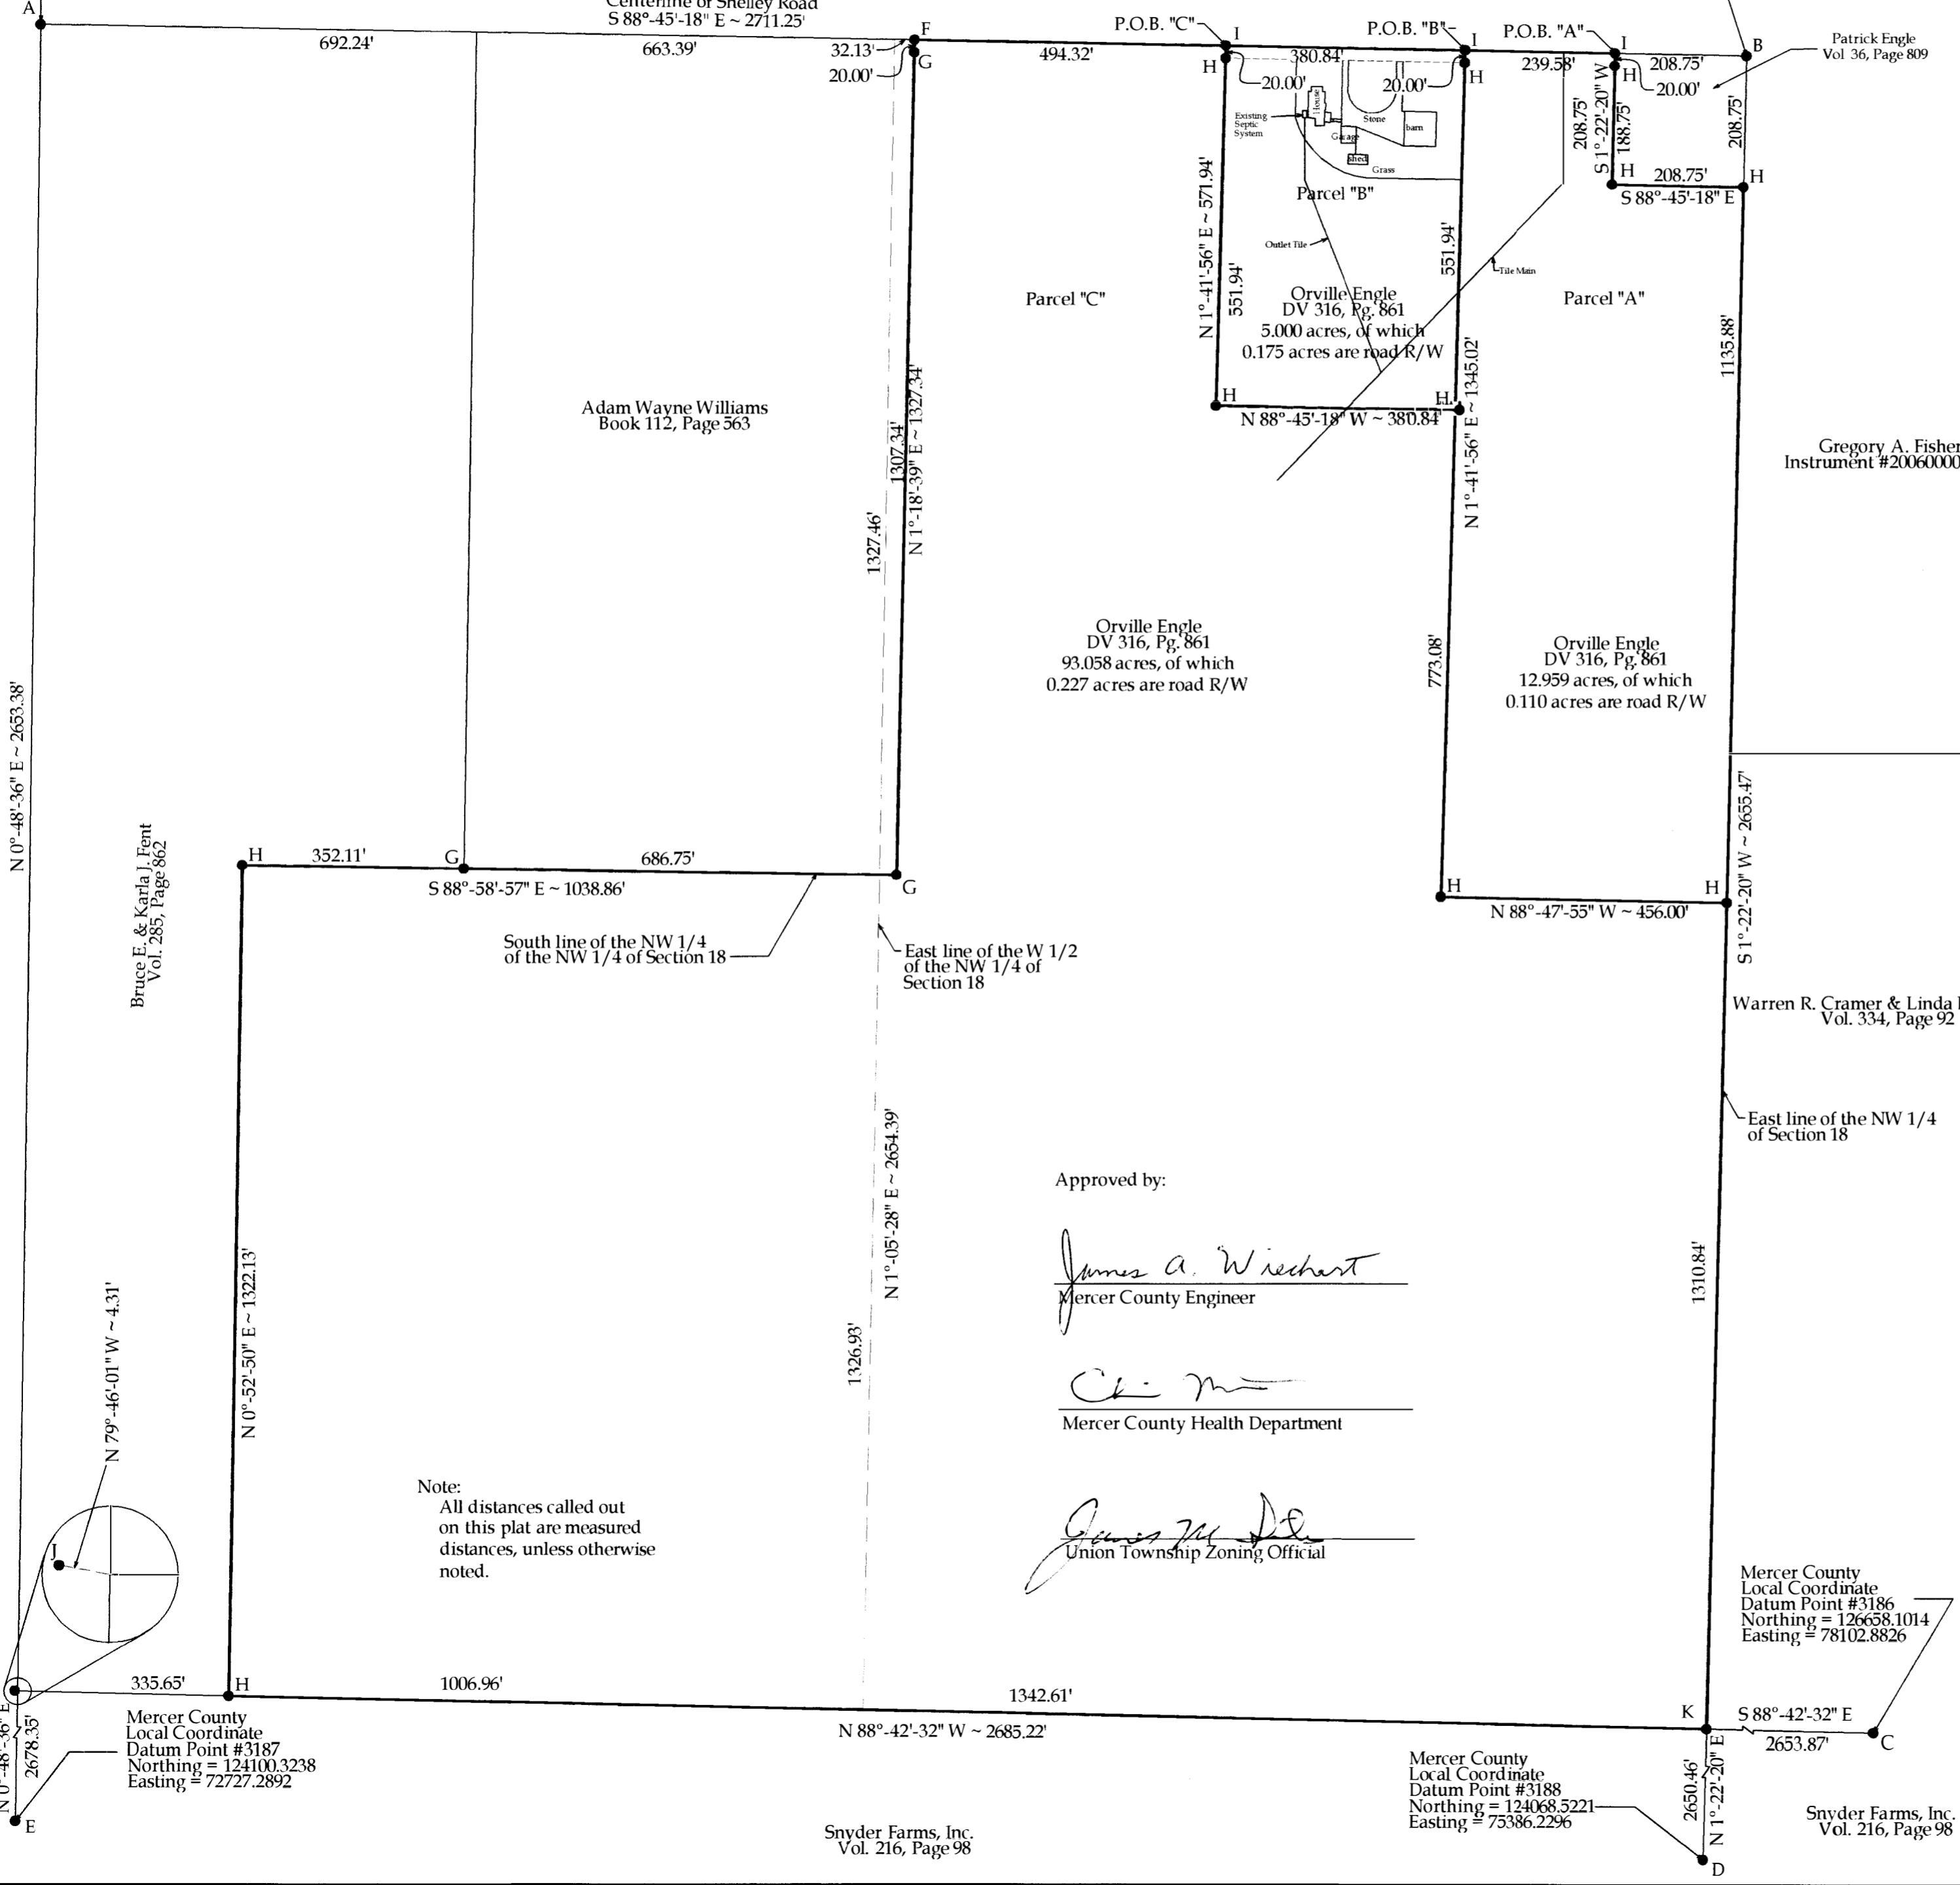 A
Centerline of Shelley Road
S 88°-45'-18" E ~ 2711.25'
692.24'
663.39'
32.13'
20.00'
F
G
494.32'
P.O.B. "C"
I
H
380.84'
20.00'
P.O.B. "B"
I
H
20.00'
239.58'
P.O.B. "A"
I
H
208.75'
20.00'
B
Patrick Engle
Vol 36, Page 809
208.75'
S 1°-22'-20" W
188.75'
208.75'
H
208.75'
H
S 88°-45'-18" E
Existing
Septic
System
House
Garage
Stone
barn
shed
Grass
Parcel "B"
Outlet Tile
Tile Main
N 1°-41'-56" E ~ 571.94'
551.94'
551.94'
Parcel "C"
Parcel "A"
Orville Engle
DV 316, Pg. 861
5.000 acres, of which
0.175 acres are road R/W
H
H
N 88°-45'-18" W ~ 380.84'
N 1°-41'-56" E ~ 1345.02'
1135.88'
Adam Wayne Williams
Book 112, Page 563
1307.34'
N 1°-18'-39" E ~ 1327.34'
1327.46'
Gregory A. Fisher
Instrument #20060000
Orville Engle
DV 316, Pg. 861
93.058 acres, of which
0.227 acres are road R/W
773.08'
Orville Engle
DV 316, Pg. 861
12.959 acres, of which
0.110 acres are road R/W
N 0°-48'-36" E ~ 2653.38'
Bruce E. & Karla J. Fent
Vol. 285, Page 862
H
352.11'
G
686.75'
S 88°-58'-57" E ~ 1038.86'
G
H
H
N 88°-47'-55" W ~ 456.00'
S 1°-22'-20" W ~ 2655.47'
South line of the NW 1/4
of the NW 1/4 of Section 18
East line of the W 1/2
of the NW 1/4 of
Section 18
Warren R. Cramer & Linda
Vol. 334, Page 92
East line of the NW 1/4
of Section 18
N 1°-05'-28" E ~ 2654.39'
1326.93'
N 0°-52'-50" E ~ 1322.13'
1310.84'
Approved by:
James A. Wiechart
Mercer County Engineer
Mercer County Health Department
Union Township Zoning Official
N 79°-46'-01" W ~ 4.31'
J
Note:
All distances called out
on this plat are measured
distances, unless otherwise
noted.
Mercer County
Local Coordinate
Datum Point #3186
Northing = 126658.1014
Easting = 78102.8826
335.65'
H
1006.96'
1342.61'
N 88°-42'-32" W ~ 2685.22'
K
S 88°-42'-32" E
2653.87'
C
N 0°-48'-36" E
2678.35'
E
Mercer County
Local Coordinate
Datum Point #3187
Northing = 124100.3238
Easting = 72727.2892
Mercer County
Local Coordinate
Datum Point #3188
Northing = 124068.5221
Easting = 75386.2296
2650.46'
N 1°-22'-20" E
D
Snyder Farms, Inc.
Vol. 216, Page 98
Snyder Farms, Inc.
Vol. 216, Page 98